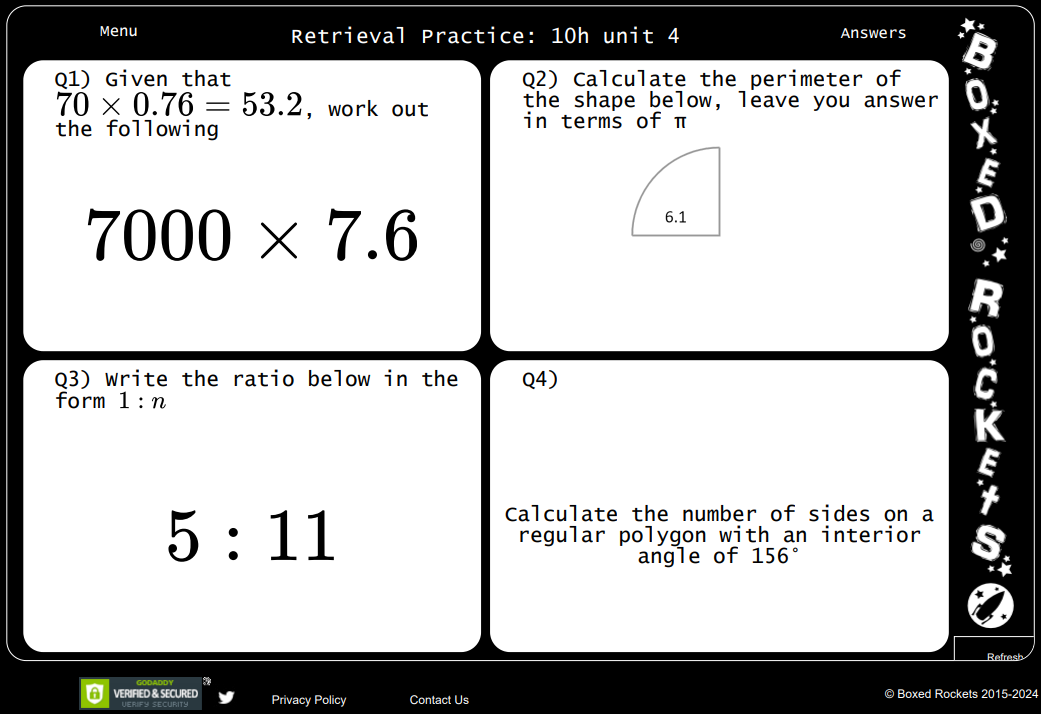 Menu
Retrieval Practice: 10h unit 4
Answers
Q1) Given that
70 × 0.76 = 53.2, work out
the following
7000 × 7.6
Q2) Calculate the perimeter of
the shape below, leave you answer
in terms of π
6.1
Q3) Write the ratio below in the
form 1 : n
5 : 11
Q4)
Calculate the number of sides on a
regular polygon with an interior
angle of 156°
BOXED ROCKETS
Refresh
GODADDY
VERIFIED & SECURED
VERIFY SECURITY
Privacy Policy
Contact Us
© Boxed Rockets 2015-2024